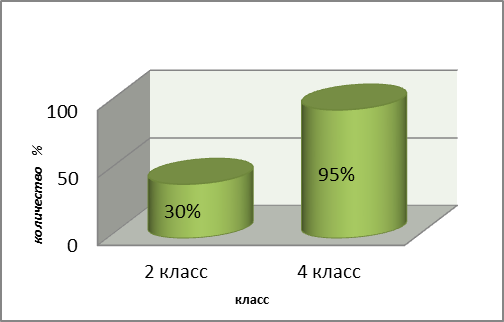 100
50
0
количество %
30%
95%
2 класс
4 класс
класс